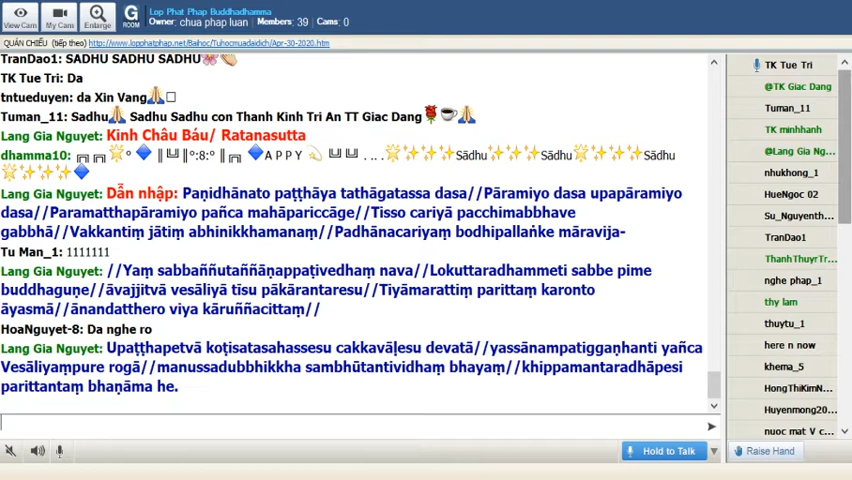 Lop Phat Phap Buddhadhamma
Owner: chua phap luan   Members: 39   Cams: 0
View Cam
My Cams
Enlarge
G
ROOM
QUÁN CHIẾU (tiếp theo) http://www.lopphatphap.net/Baihoc/Tuhocmuadaidich/Apr-30-2020.htm
TranDao1: SADHU SADHU SADHU🌸👏
TK Tue Tri: Da
tntueduyen: da Xin Vang🙏□
Tuman_11: Sadhu🙏 Sadhu Sadhu con Thanh Kinh Tri An TT Giac Dang 🌹☕🙏
Lang Gia Nguyet: Kinh Châu Báu/ Ratanasutta
dhamma10: ╔╗╔╗ 🌟° 🔷 ║╚╝║°:8:° ║╔╗ 🔷A P P Y 💫 ╚╝ ╚╝ . .. . 🌟✨✨✨Sādhu✨✨✨Sādhu🌟✨✨✨Sādhu
🌟✨✨✨🔷
Lang Gia Nguyet: Dẫn nhập: Paṇidhānato paṭṭhāya tathāgatassa dasa//Pāramiyo dasa upapāramiyo
dasa//Paramatthapāramiyo pañca mahāpariccāge//Tisso cariyā pacchimabbhave
gabbhā//Vakkantiṃ jātiṃ abhinikkhamanaṃ//Padhānacariyaṃ bodhipallaṅke māravija-
Tu Man_1: 1111111
Lang Gia Nguyet: //Yaṃ sabbaññutaññāṇappaṭivedhaṃ nava//Lokuttaradhammeti sabbe pime
buddhaguṇe//āvajjitvā vesāliyā tīsu pākārantaresu//Tiyāmarattiṃ parittaṃ karonto
āyasmā//ānandatthero viya kāruññacittaṃ//
HoaNguyet-8: Da nghe ro
Lang Gia Nguyet: Upaṭṭhapetvā koṭisatasahassesu cakkavāḷesu devatā//yassānampatiggaṇhanti yañca
Vesāliyaṃpure rogā//manussadubbhikkha sambhūtantividhaṃ bhayaṃ//khippamantaradhāpesi
parittantaṃ bhaṇāma he.
Hold to Talk
TK Tue Tri
@TK Giac Dang
Tuman_11
TK minhhanh
@Lang Gia Ng...
nhukhong_1
HueNgoc 02
Su_Nguyenth...
TranDao1
ThanhThuyrTr...
nghe phap_1
thy lam
thuytu_1
here n now
khema_5
HongThiKimN...
Huyenmong20...
nuoc mat V c...
Raise Hand